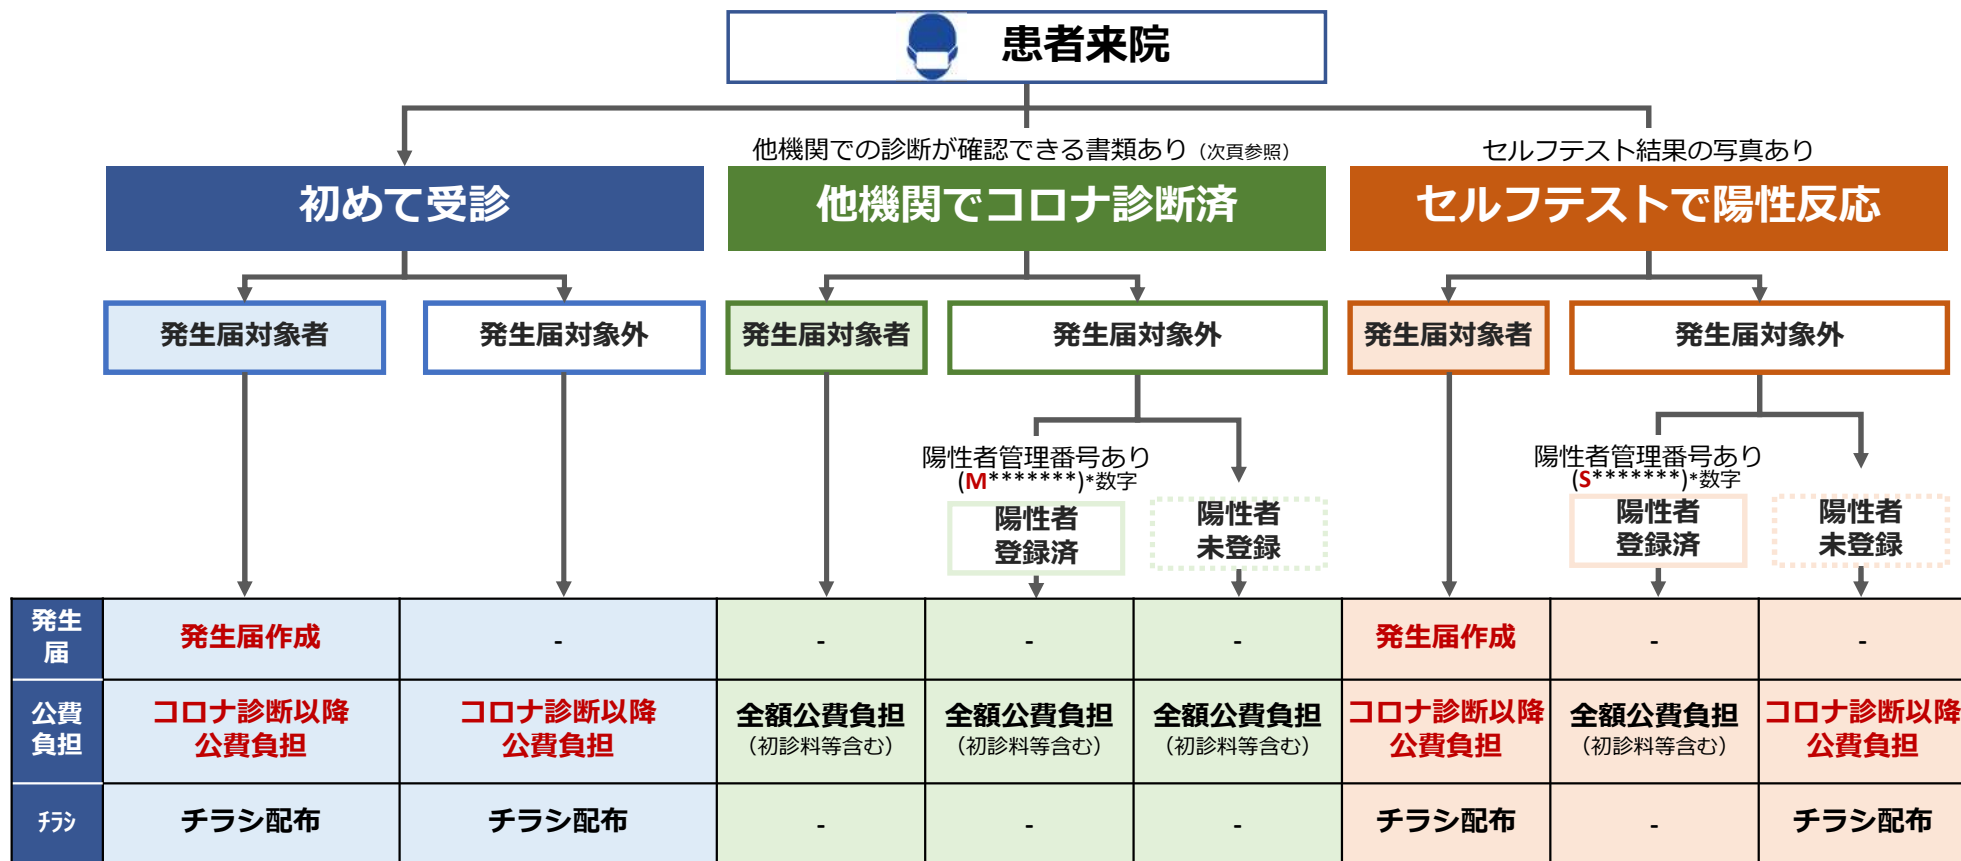 患者来院
他機関での診断が確認できる書類あり（次頁参照）
セルフテスト結果の写真あり
初めて受診
他機関でコロナ診断済
セルフテストで陽性反応
発生届対象者
発生届対象外
発生届対象者
発生届対象外
発生届対象者
発生届対象外
陽性者管理番号あり
(M*******)*数字
陽性者管理番号あり
(S*******)*数字
陽性者
登録済
陽性者
未登録
陽性者
登録済
陽性者
未登録
発生
届
発生届作成
-
-
-
-
発生届作成
-
-
公費
負担
コロナ診断以降
公費負担
コロナ診断以降
公費負担
全額公費負担
（初診料等含む）
全額公費負担
（初診料等含む）
全額公費負担
（初診料等含む）
コロナ診断以降
公費負担
全額公費負担
（初診料等含む）
コロナ診断以降
公費負担
ﾁﾗｼ
チラシ配布
チラシ配布
-
-
-
チラシ配布
-
チラシ配布